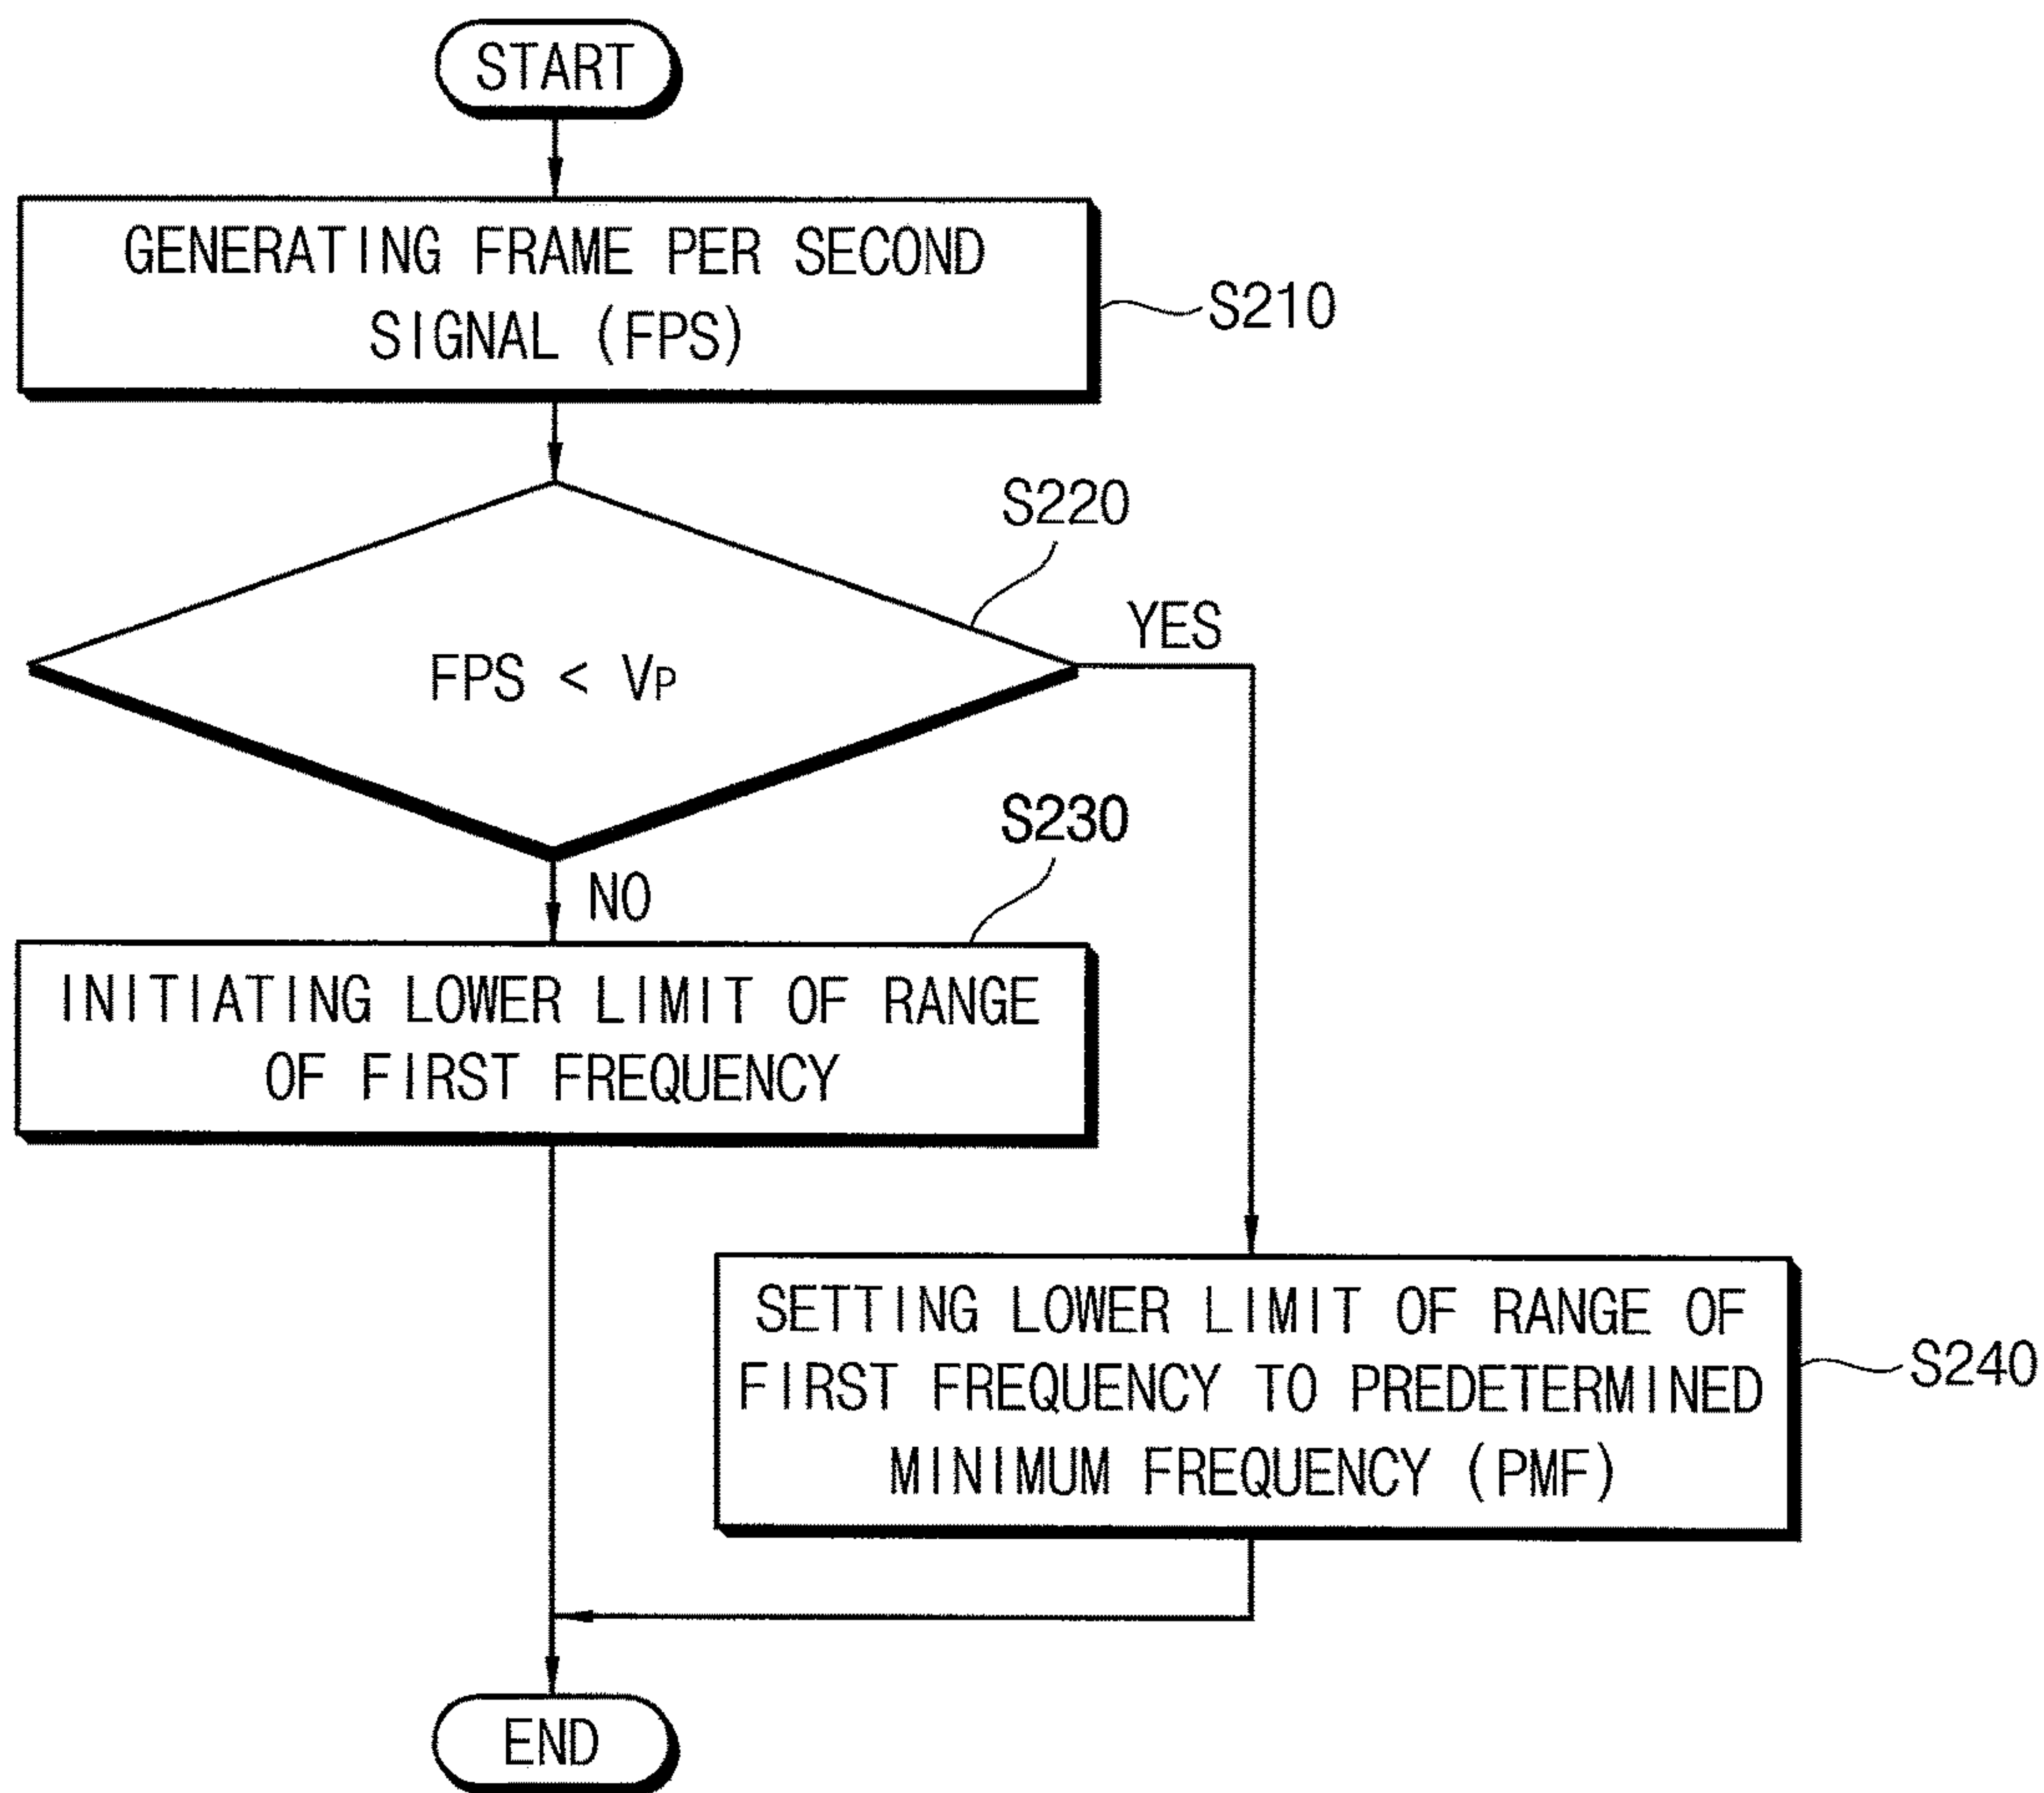 START
GENERATING FRAME PER SECOND
SIGNAL (FPS)
S210
S220
YES
FPS < VP
S230
NO
INITIATING LOWER LIMIT OF RANGE
OF FIRST FREQUENCY
SETTING LOWER LIMIT OF RANGE OF
FIRST FREQUENCY TO PREDETERMINED
MINIMUM FREQUENCY (PMF)
S240
END